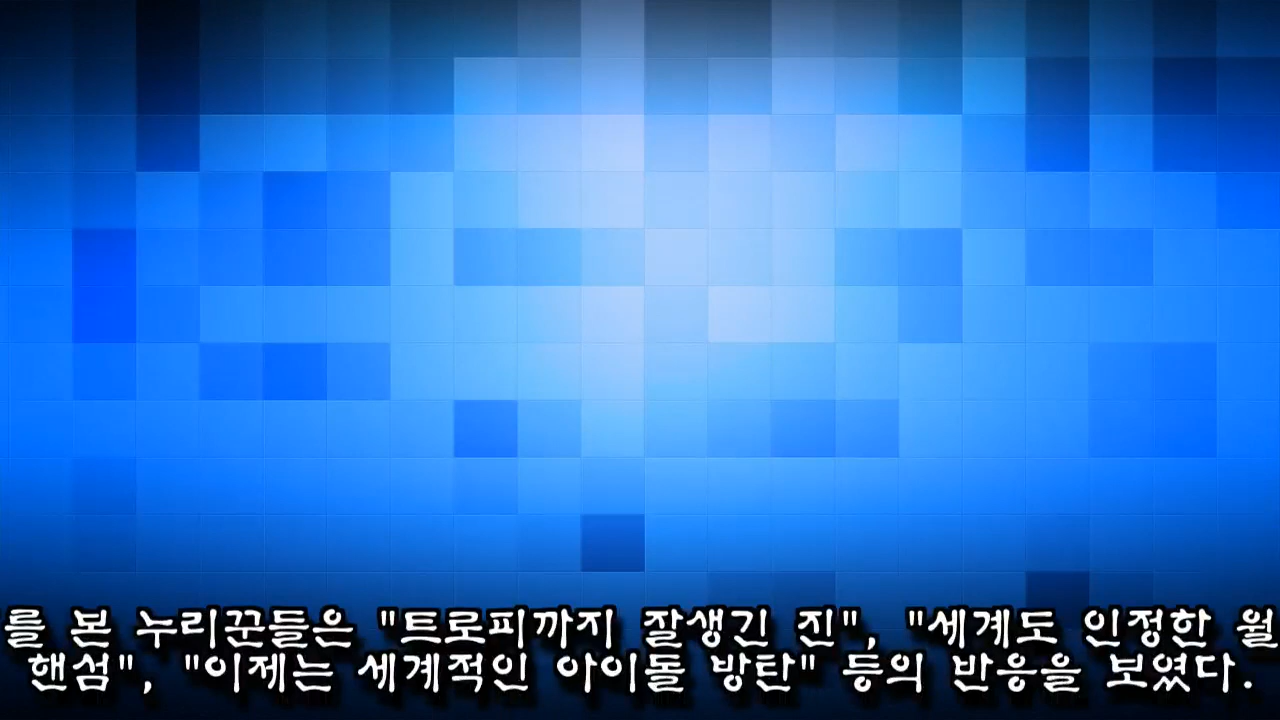 를 본 누리꾼들은 "트로피까지 잘생긴 진", "세계도 인정한 월
핸섬", "이제는 세계적인 아이돌 방탄" 등의 반응을 보였다.